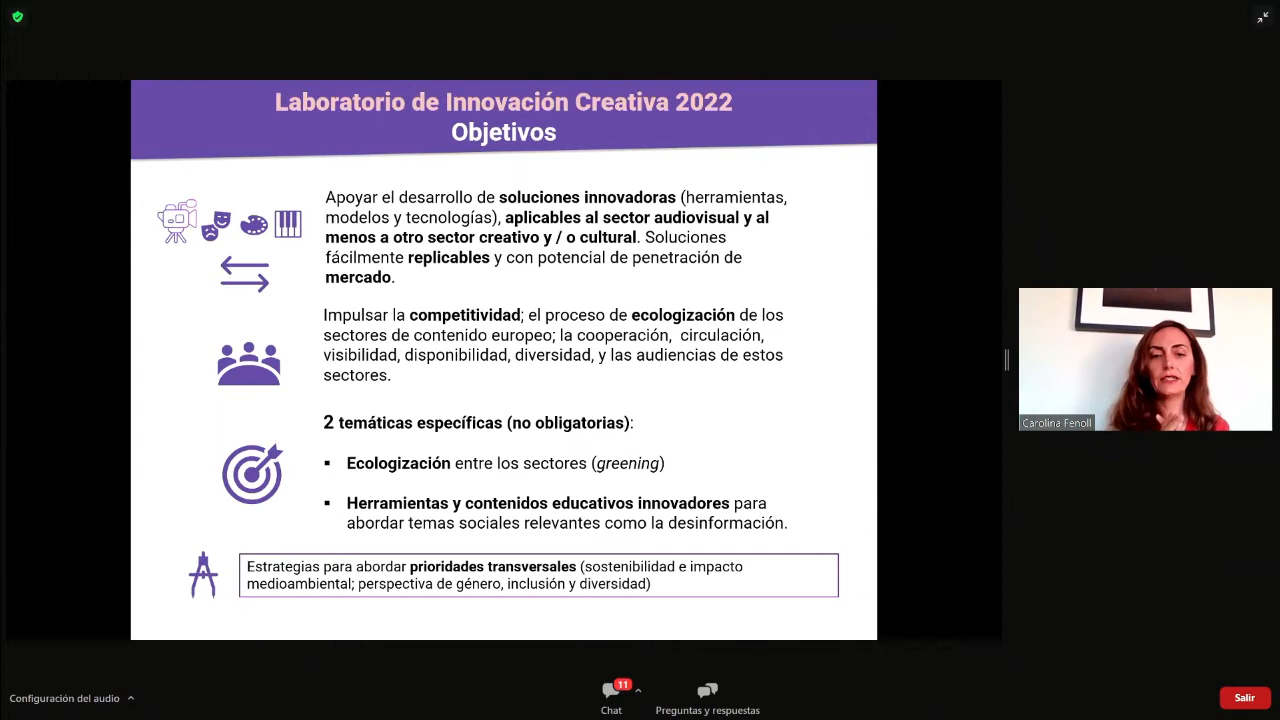 Laboratorio de Innovación Creativa 2022
Objetivos
Apoyar el desarrollo de soluciones innovadoras (herramientas,
modelos y tecnologías), aplicables al sector audiovisual y al
menos a otro sector creativo y / o cultural. Soluciones
fácilmente replicables y con potencial de penetración de
mercado.
Impulsar la competitividad; el proceso de ecologización de los
sectores de contenido europeo; la cooperación, circulación,
visibilidad, disponibilidad, diversidad, y las audiencias de estos
sectores.
2 temáticas específicas (no obligatorias):
▪ Ecologización entre los sectores (greening)
▪ Herramientas y contenidos educativos innovadores para
abordar temas sociales relevantes como la desinformación.
Estrategias para abordar prioridades transversales (sostenibilidad e impacto
medioambiental; perspectiva de género, inclusión y diversidad)
Carolina Fenoll
Configuración del audio
11
Chat
Preguntas y respuestas
Salir